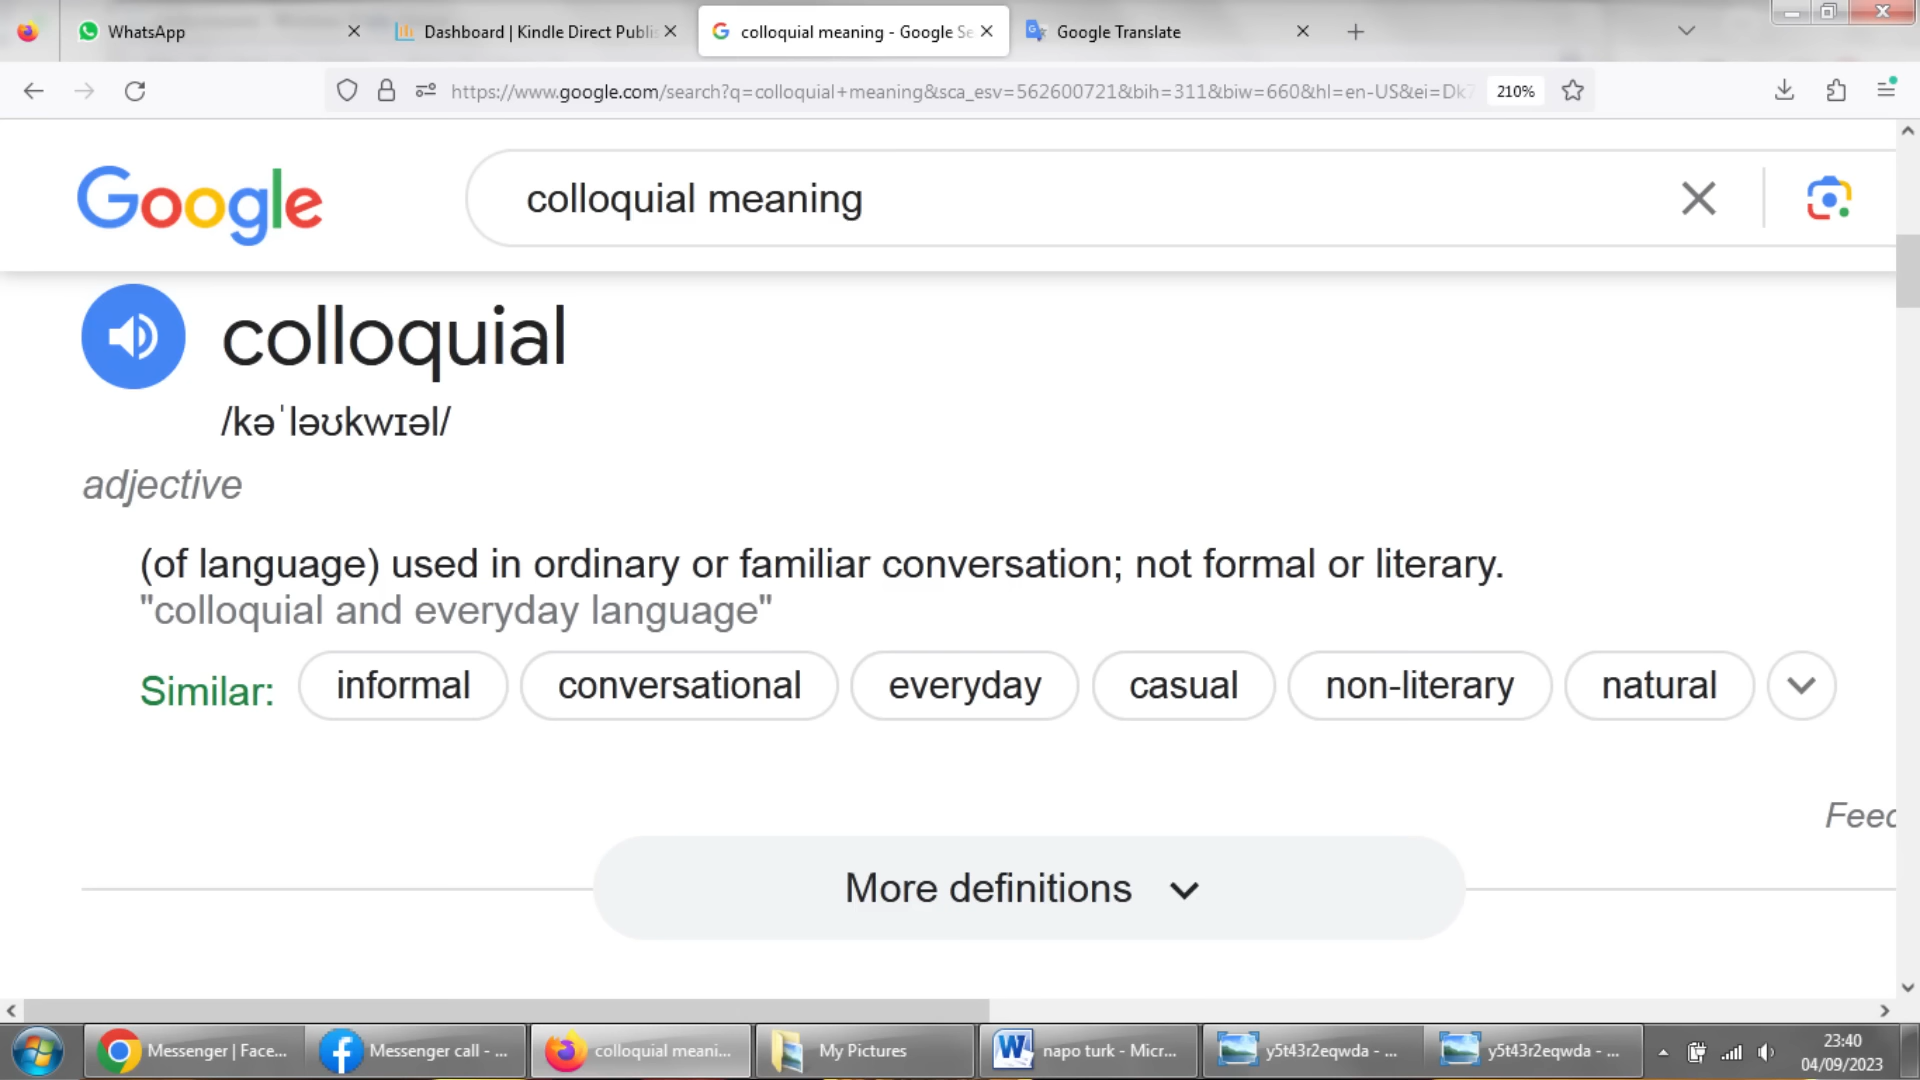 WhatsApp
Dashboard | Kindle Direct Publis
colloquial meaning - Google Se
Google Translate
https://www.google.com/search?q=colloquial+meaning&sca_esv=562600721&bih=311&biw=660&hl=en-US&ei=Dk7
210%
Google
colloquial meaning
colloquial
/kəˈləʊkwɪəl/
adjective
(of language) used in ordinary or familiar conversation; not formal or literary.
"colloquial and everyday language"
Similar:
informal
conversational
everyday
casual
non-literary
natural
Feed
More definitions
Messenger | Face...
Messenger call - ...
colloquial meani...
My Pictures
napo turk - Micr...
y5t43r2eqwda - ...
y5t43r2eqwda - ...
23:40
04/09/2023